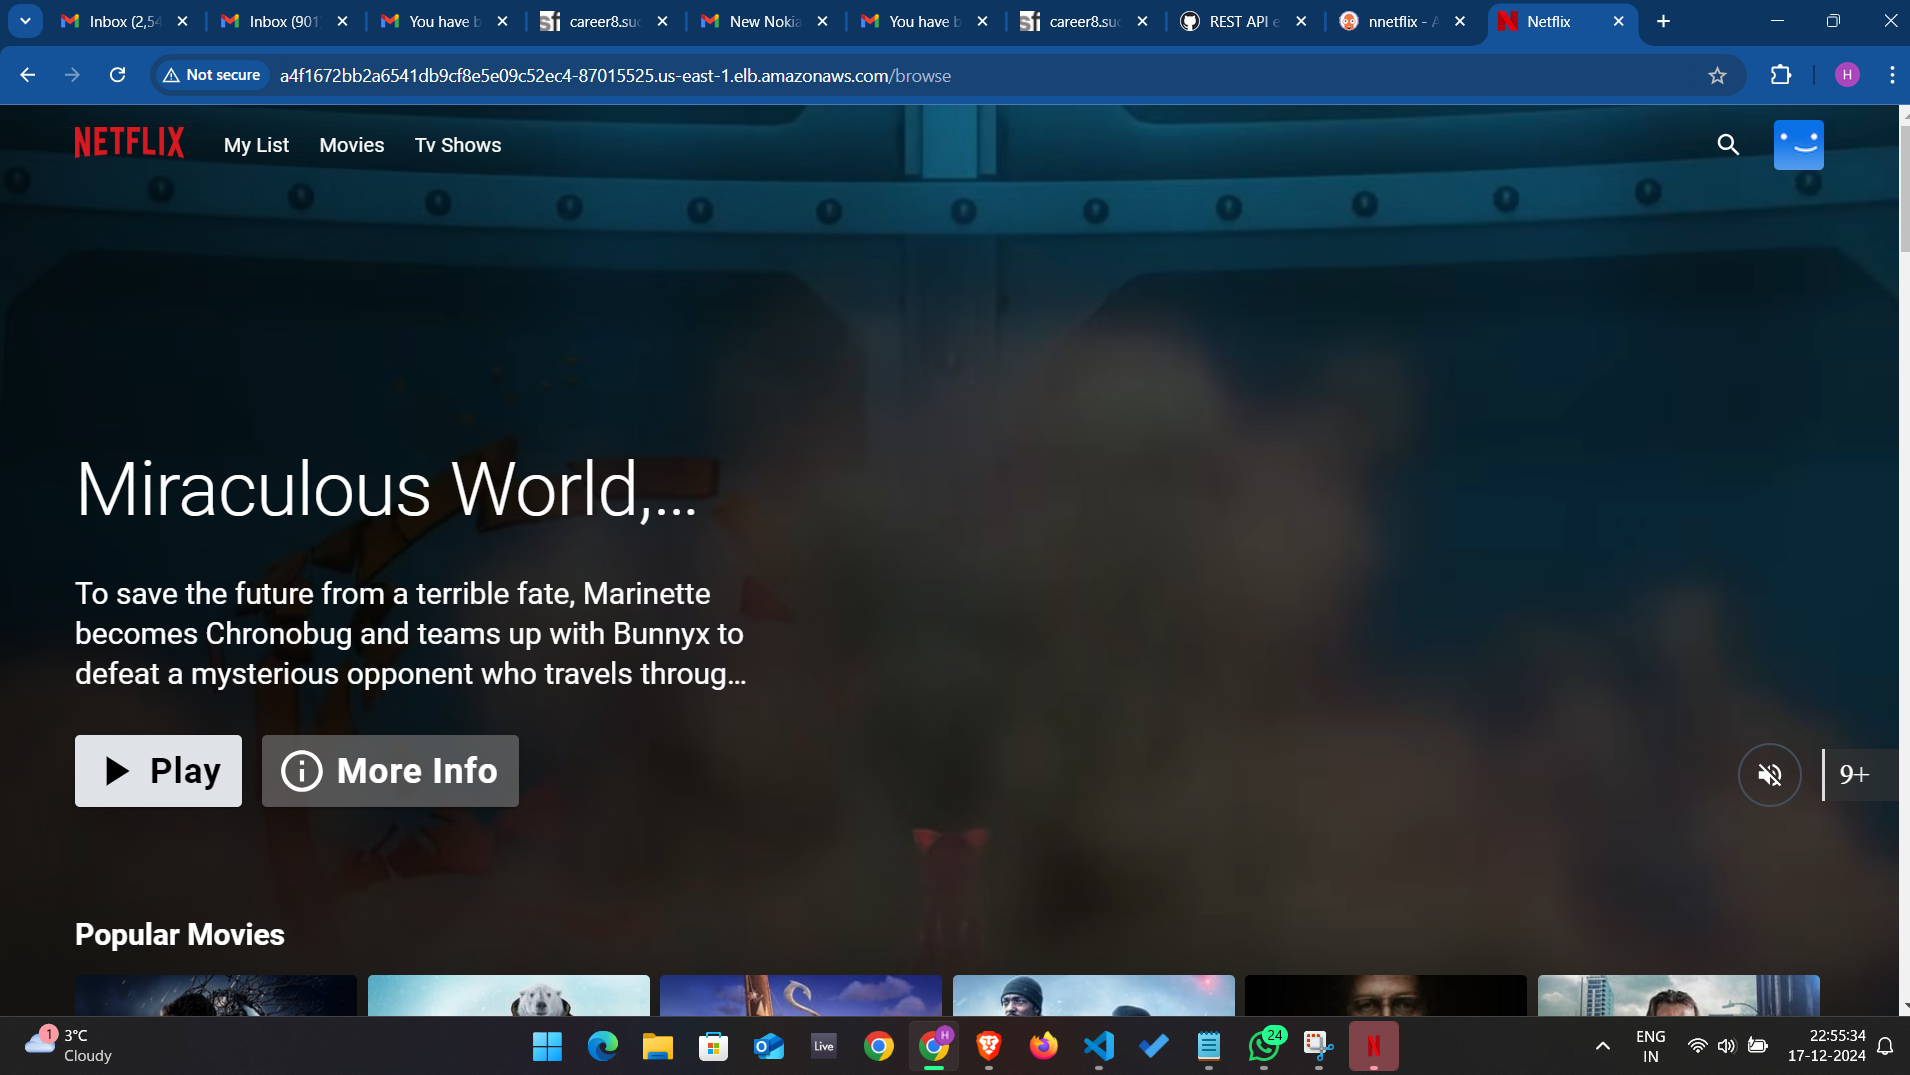 Inbox (2,54
Inbox (901
You have b
career8.suc
New Nokia
You have b
career8.suc
REST API e
nnetflix - A
Netflix
Not secure
a4f1672bb2a6541db9cf8e5e09c52ec4-87015525.us-east-1.elb.amazonaws.com/browse
H
NETFLIX
My List
Movies
Tv Shows
Miraculous World,...
To save the future from a terrible fate, Marinette
becomes Chronobug and teams up with Bunnyx to
defeat a mysterious opponent who travels throug...
Play
More Info
9+
Popular Movies
1
3°C
Cloudy
Live
H
24
N
ENG
IN
22:55:34
17-12-2024